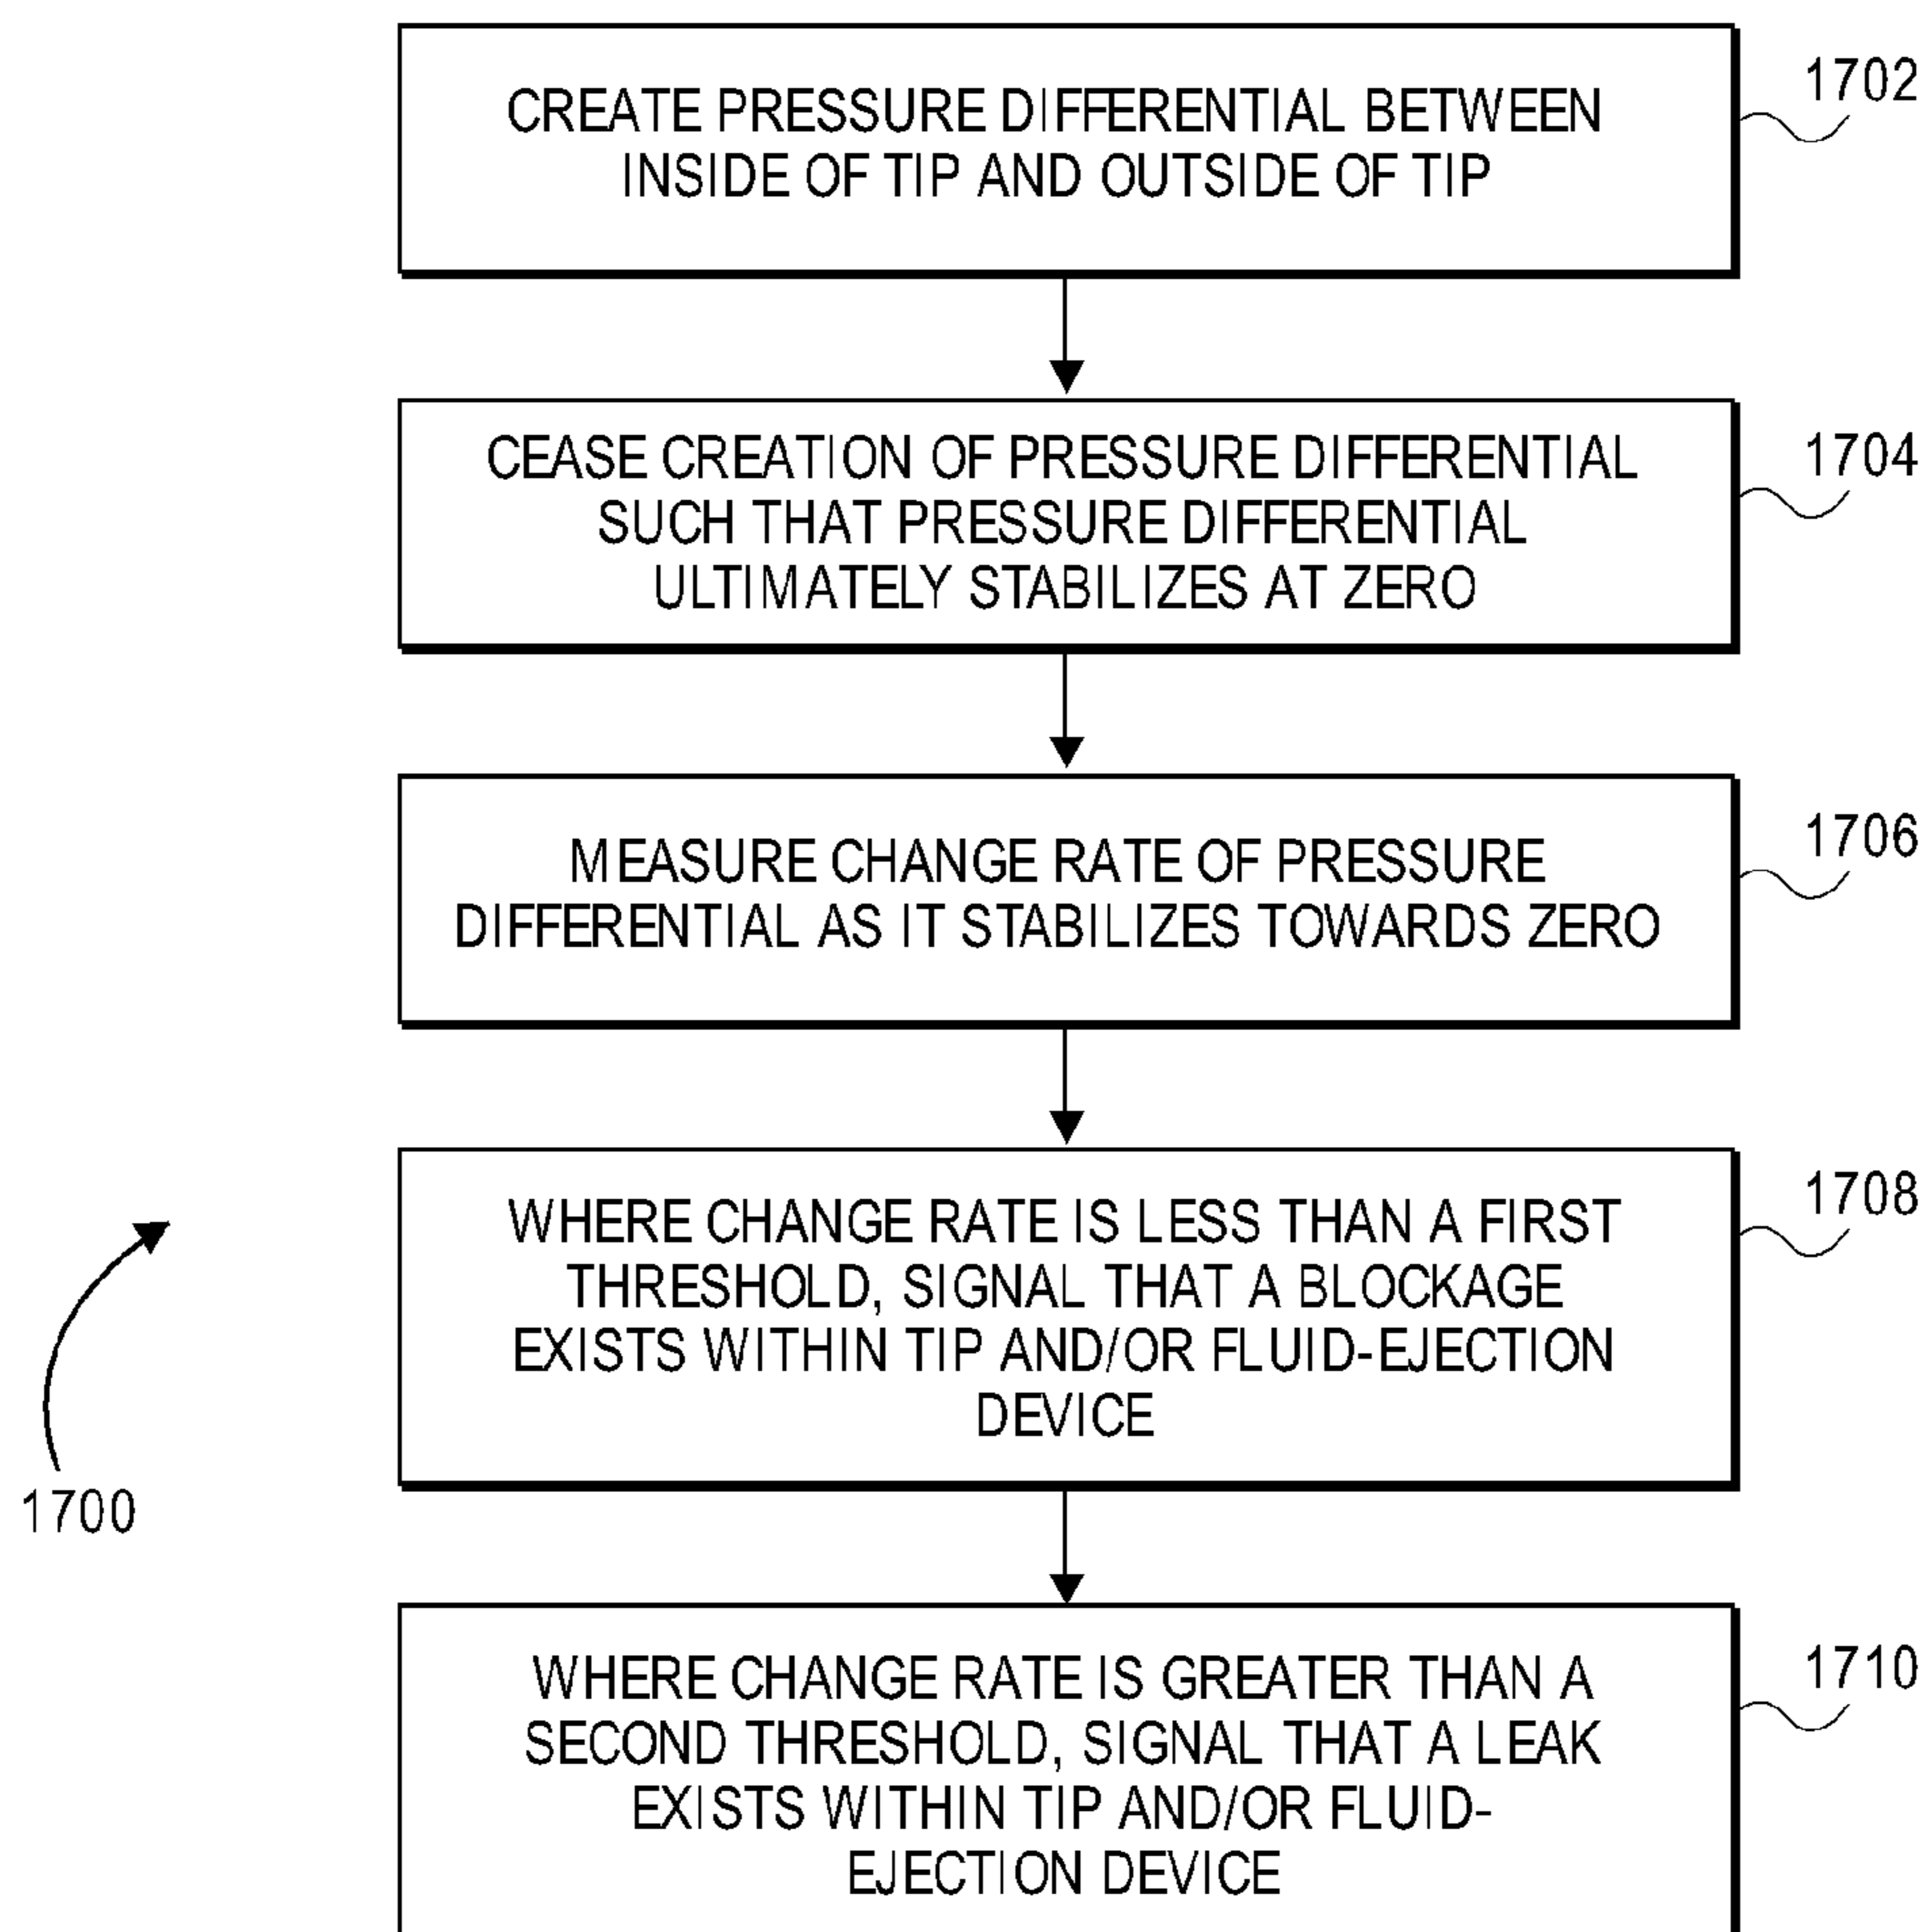 CREATE PRESSURE DIFFERENTIAL BETWEEN
INSIDE OF TIP AND OUTSIDE OF TIP
1702
CEASE CREATION OF PRESSURE DIFFERENTIAL
SUCH THAT PRESSURE DIFFERENTIAL
ULTIMATELY STABILIZES AT ZERO
1704
MEASURE CHANGE RATE OF PRESSURE
DIFFERENTIAL AS IT STABILIZES TOWARDS ZERO
1706
WHERE CHANGE RATE IS LESS THAN A FIRST
THRESHOLD, SIGNAL THAT A BLOCKAGE
EXISTS WITHIN TIP AND/OR FLUID-EJECTION
DEVICE
1708
1700
WHERE CHANGE RATE IS GREATER THAN A
SECOND THRESHOLD, SIGNAL THAT A LEAK
EXISTS WITHIN TIP AND/OR FLUID-
EJECTION DEVICE
1710